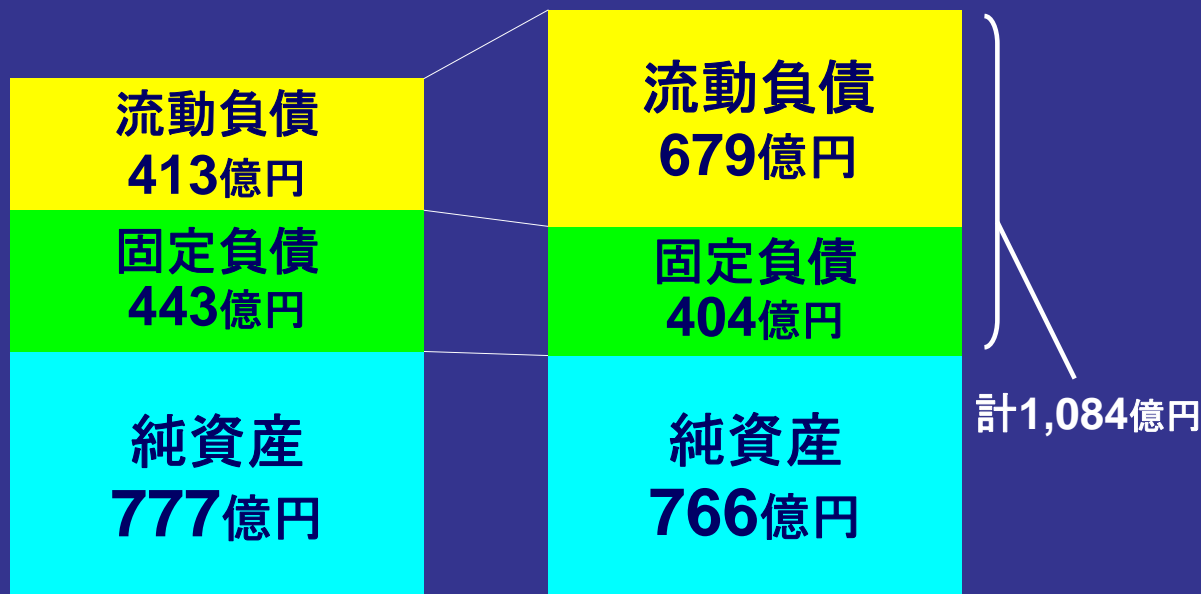 流動負債
413億円
固定負債
443億円
純資産
777億円
流動負債
679億円
固定負債
404億円
純資産
766億円
計1,084億円